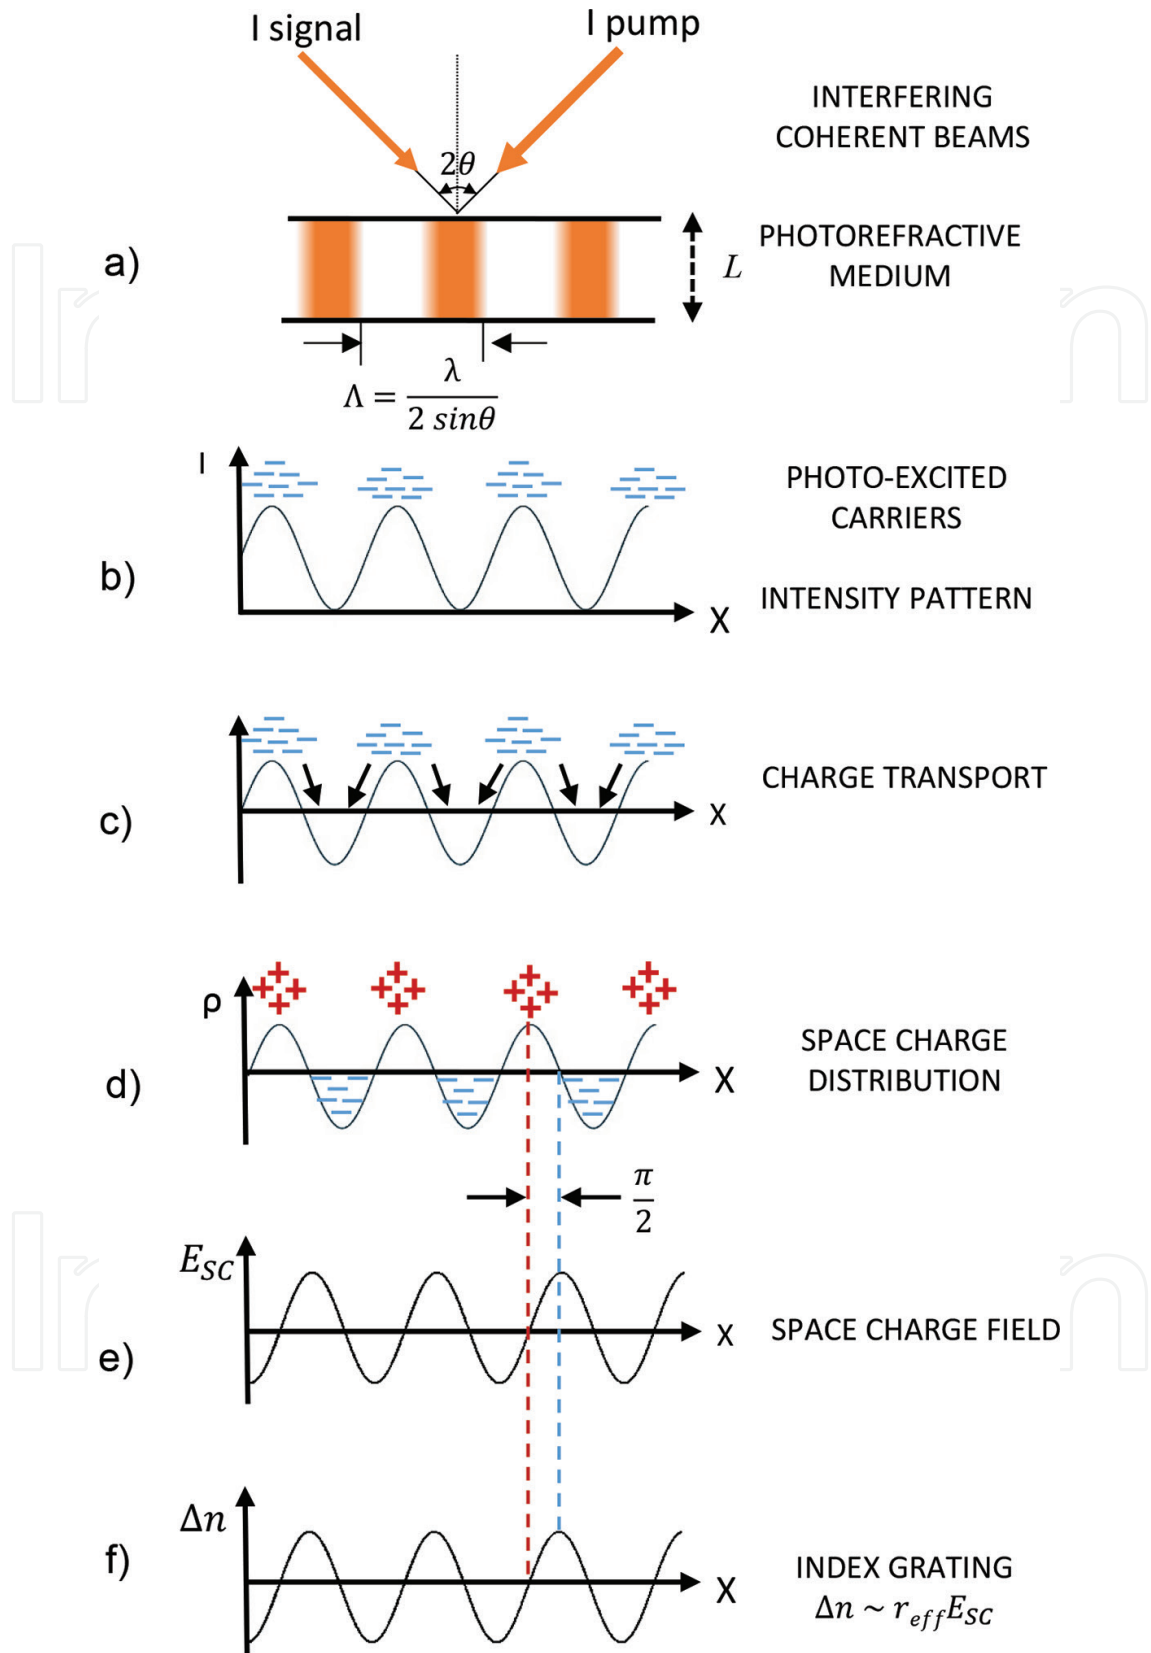 I signal
I pump
INTERFERING
COHERENT BEAMS
2θ
a)
PHOTOREFRACTIVE
MEDIUM
L
Λ = λ / 2 sinθ
I
PHOTO-EXCITED
CARRIERS
b)
INTENSITY PATTERN
X
c)
CHARGE TRANSPORT
X
ρ
d)
SPACE CHARGE
DISTRIBUTION
X
π/2
E_SC
e)
X
SPACE CHARGE FIELD
Δn
f)
X
INDEX GRATING
Δn ~ r_eff E_SC